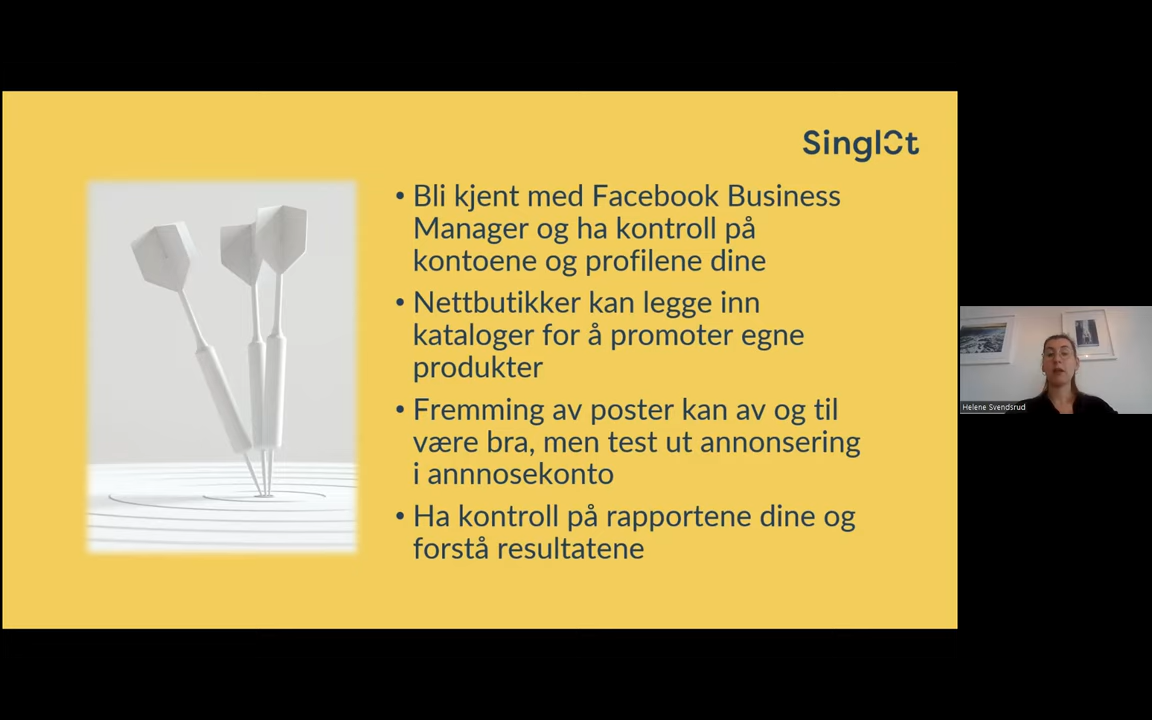 Singlot
• Bli kjent med Facebook Business
Manager og ha kontroll på
kontoene og profilene dine
• Nettbutikker kan legge inn
kataloger for å promoter egne
produkter
• Fremming av poster kan av og til
være bra, men test ut annonsering
i annnosekonto
• Ha kontroll på rapportene dine og
forstå resultatene
Helene Svendsrud